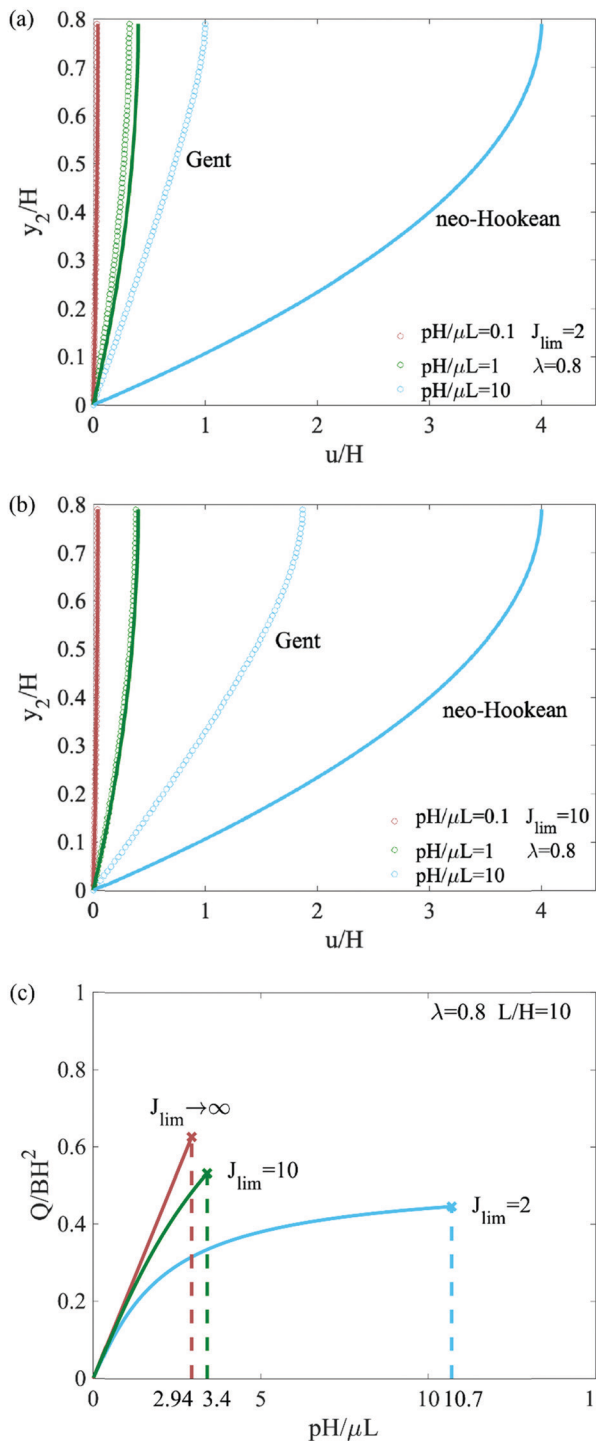 (a)
0.8
0.7
0.6
0.5
0.4
0.3
0.2
0.1
0
y2/H
Gent
neo-Hookean
pH/μL=0.1 Jlim=2
pH/μL=1 λ=0.8
pH/μL=10
0 1 2 3 4
u/H
(b)
0.8
0.7
0.6
0.5
0.4
0.3
0.2
0.1
0
y2/H
Gent
neo-Hookean
pH/μL=0.1 Jlim=10
pH/μL=1 λ=0.8
pH/μL=10
0 1 2 3 4
u/H
(c)
1
0.8
0.6
0.4
0.2
0
Q/BH²
λ=0.8 L/H=10
Jlim→∞
Jlim=10
Jlim=2
0 2.94 3.4 5 10 10.7 1
pH/μL